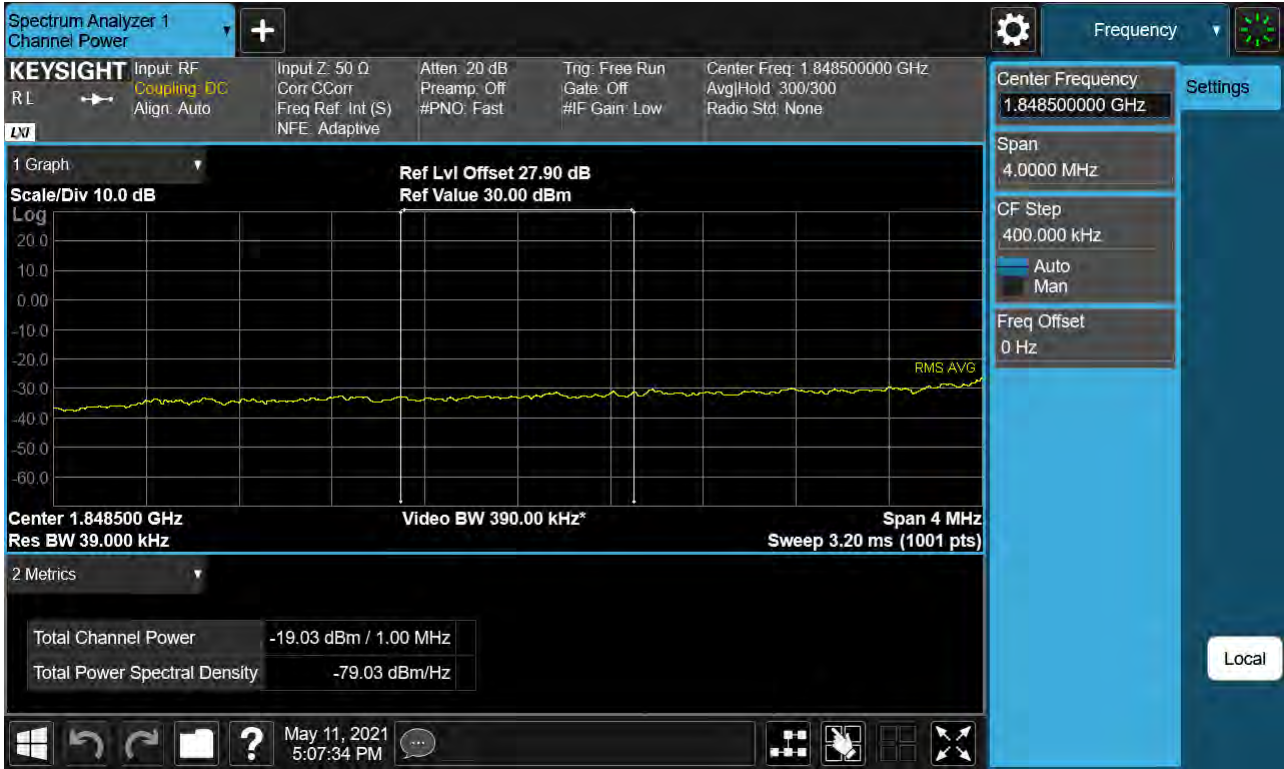 Spectrum Analyzer 1
Channel Power
+
Frequency
KEYSIGHT
RL
LXI
Input: RF
Coupling: DC
Align: Auto
Input Z: 50 Ω
Corr CCorr
Freq Ref: Int (S)
NFE: Adaptive
Atten: 20 dB
Preamp: Off
#PNO: Fast
Trig: Free Run
Gate: Off
#IF Gain: Low
Center Freq: 1.848500000 GHz
Avg|Hold: 300/300
Radio Std: None
1 Graph
Scale/Div 10.0 dB
Ref Lvl Offset 27.90 dB
Ref Value 30.00 dBm
Log
20.0
10.0
0.00
-10.0
-20.0
-30.0
-40.0
-50.0
-60.0
RMS AVG
Center 1.848500 GHz
Video BW 390.00 kHz*
Span 4 MHz
Res BW 39.000 kHz
Sweep 3.20 ms (1001 pts)
2 Metrics
Total Channel Power -19.03 dBm / 1.00 MHz
Total Power Spectral Density -79.03 dBm/Hz
?
May 11, 2021
5:07:34 PM
Center Frequency
1.848500000 GHz
Span
4.0000 MHz
CF Step
400.000 kHz
Auto
Man
Freq Offset
0 Hz
Settings
Local